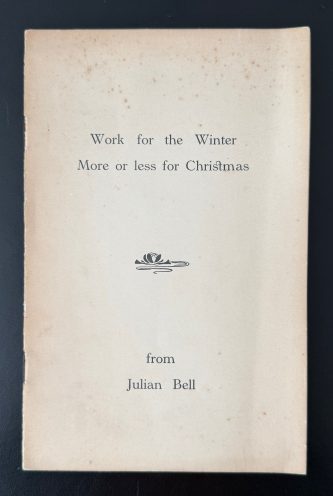 Work for the Winter
More or less for Christmas
from
Julian Bell